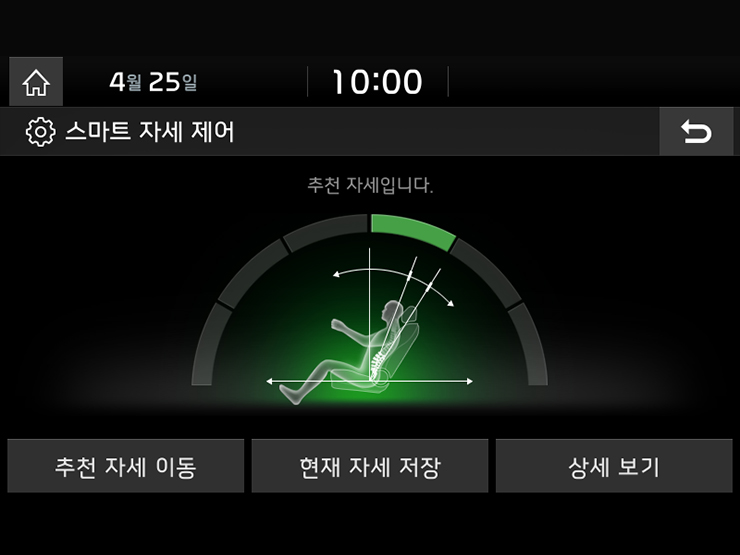 4월 25일 10:00
스마트 자세 제어
추천 자세입니다.
추천 자세 이동 현재 자세 저장 상세 보기